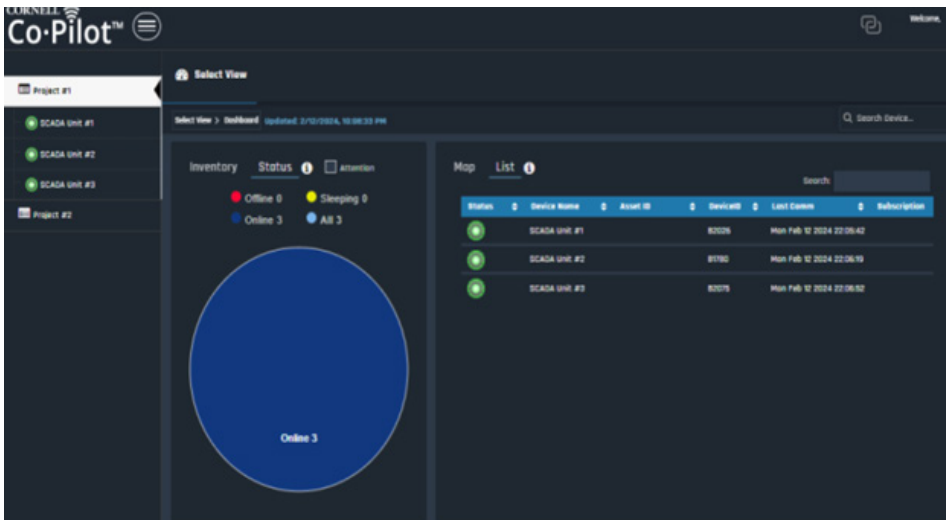 CORNELL
Co·Pilot™
Welcome,
Project #1
SCADA Unit #1
SCADA Unit #2
SCADA Unit #3
Project #2
Select View
Select View > Dashboard Updated: 2/12/2024, 10:08:33 PM
Search Device...
Inventory Status Attention
Offline 0 Sleeping 0
Online 3 All 3
Online 3
Map List
Search:
Status Device Name Asset ID DeviceID Last Comm Subscription
SCADA Unit #1 82026 Mon Feb 12 2024 22:05:42
SCADA Unit #2 81780 Mon Feb 12 2024 22:06:19
SCADA Unit #3 82075 Mon Feb 12 2024 22:06:52